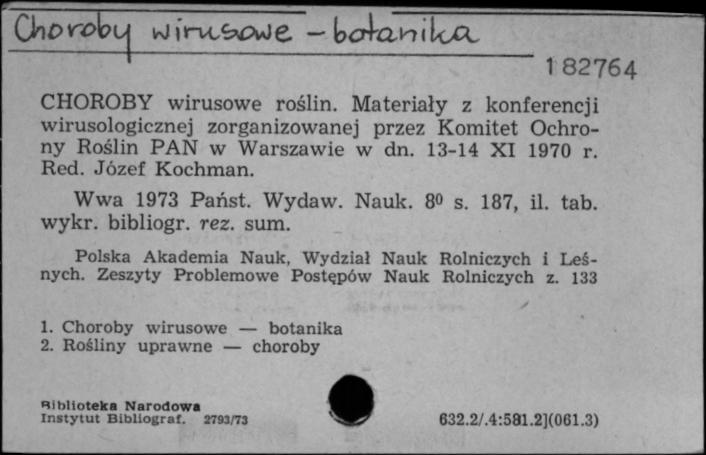 Choroby wirusowe – botanika
182764
CHOROBY wirusowe roślin. Materiały z konferencji
wirusologicznej zorganizowanej przez Komitet Ochro-
ny Roślin PAN w Warszawie w dn. 13-14 XI 1970 r.
Red. Józef Kochman.
Wwa 1973 Państ. Wydaw. Nauk. 8⁰ s. 187, il. tab.
wykr. bibliogr. rez. sum.
Polska Akademia Nauk, Wydział Nauk Rolniczych i Leś-
nych. Zeszyty Problemowe Postępów Nauk Rolniczych z. 133
1. Choroby wirusowe — botanika
2. Rośliny uprawne — choroby
Biblioteka Narodowa
Instytut Bibliograf. 2793/73
632.2/.4:581.2](061.3)